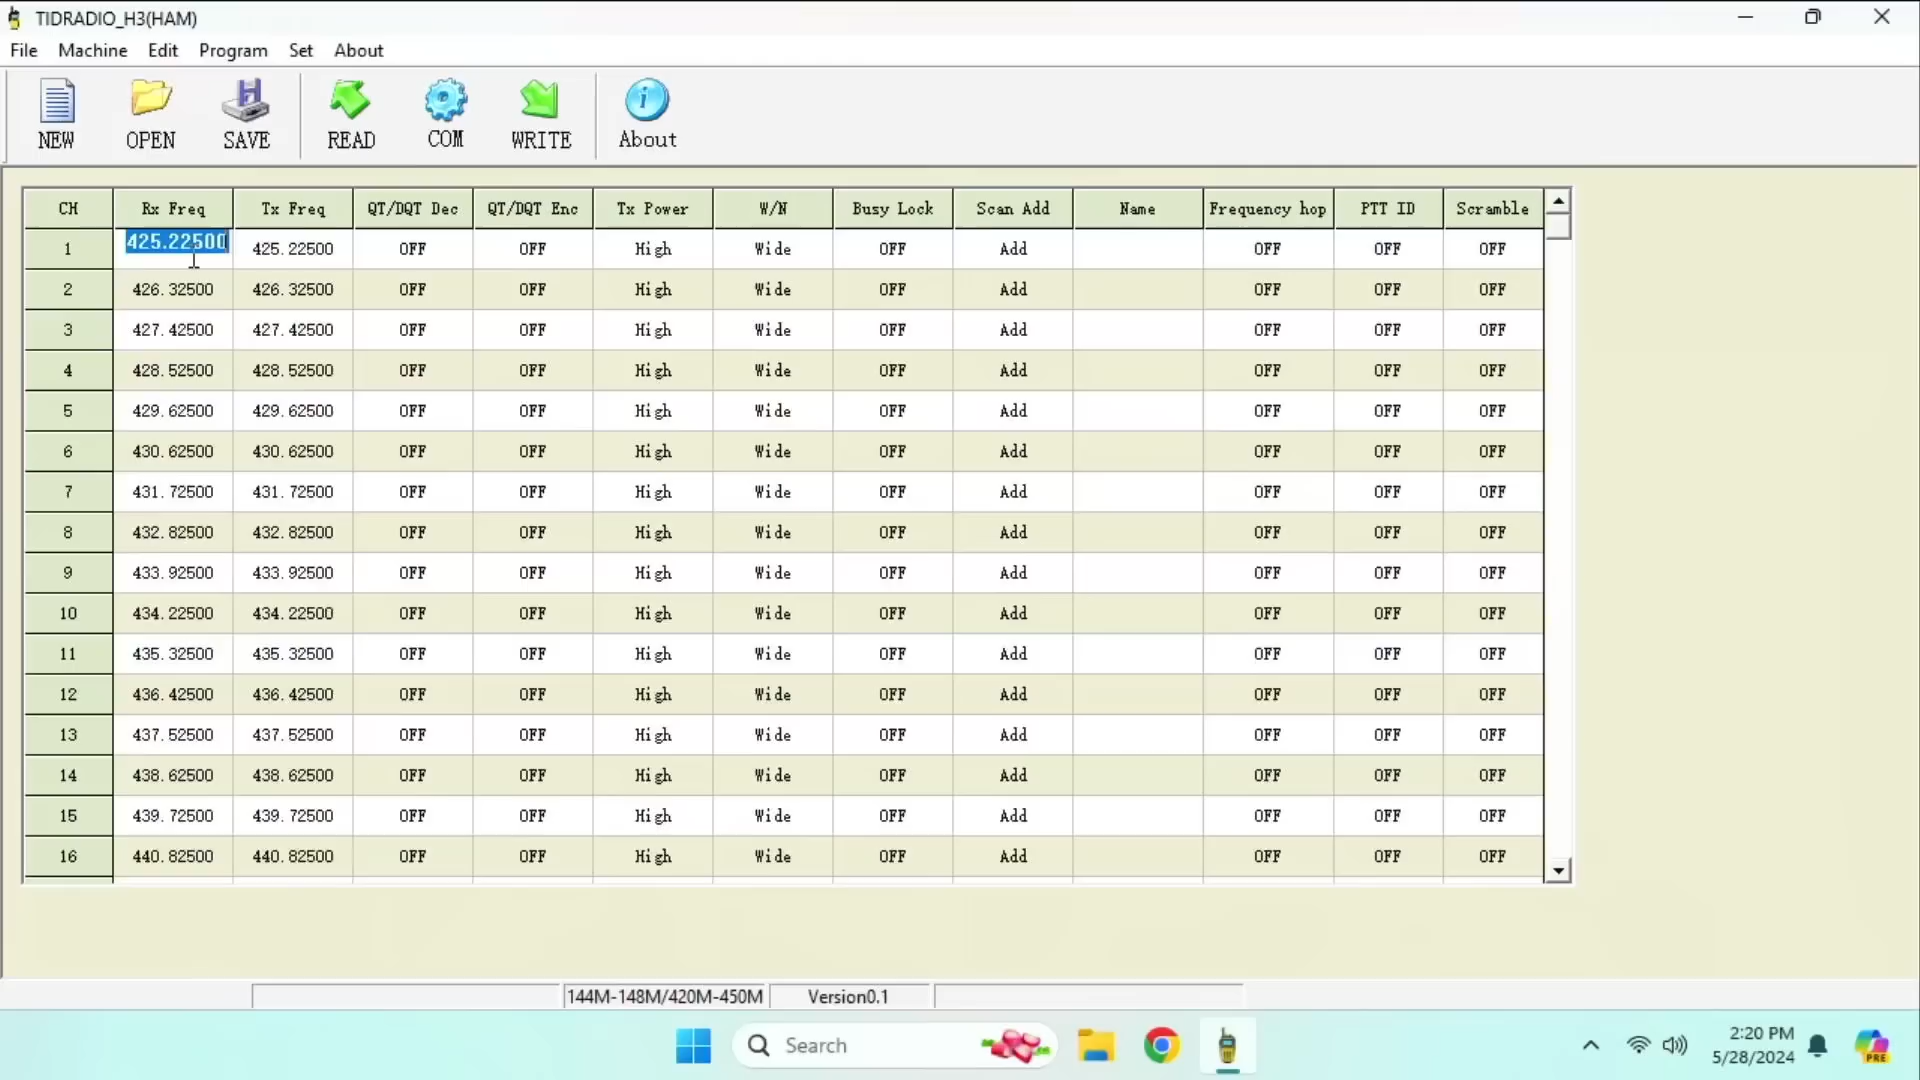 TIDRADIO_H3(HAM)
File Machine Edit Program Set About
NEW OPEN SAVE READ COM WRITE About
CH Rx Freq Tx Freq QT/DQT Dec QT/DQT Enc Tx Power W/N Busy Lock Scan Add Name Frequency hop PTT ID Scramble
1 425.22500 425.22500 OFF OFF High Wide OFF Add OFF OFF OFF
2 426.32500 426.32500 OFF OFF High Wide OFF Add OFF OFF OFF
3 427.42500 427.42500 OFF OFF High Wide OFF Add OFF OFF OFF
4 428.52500 428.52500 OFF OFF High Wide OFF Add OFF OFF OFF
5 429.62500 429.62500 OFF OFF High Wide OFF Add OFF OFF OFF
6 430.62500 430.62500 OFF OFF High Wide OFF Add OFF OFF OFF
7 431.72500 431.72500 OFF OFF High Wide OFF Add OFF OFF OFF
8 432.82500 432.82500 OFF OFF High Wide OFF Add OFF OFF OFF
9 433.92500 433.92500 OFF OFF High Wide OFF Add OFF OFF OFF
10 434.22500 434.22500 OFF OFF High Wide OFF Add OFF OFF OFF
11 435.32500 435.32500 OFF OFF High Wide OFF Add OFF OFF OFF
12 436.42500 436.42500 OFF OFF High Wide OFF Add OFF OFF OFF
13 437.52500 437.52500 OFF OFF High Wide OFF Add OFF OFF OFF
14 438.62500 438.62500 OFF OFF High Wide OFF Add OFF OFF OFF
15 439.72500 439.72500 OFF OFF High Wide OFF Add OFF OFF OFF
16 440.82500 440.82500 OFF OFF High Wide OFF Add OFF OFF OFF
144M-148M/420M-450M Version0.1
Search
2:20 PM
5/28/2024
PRE